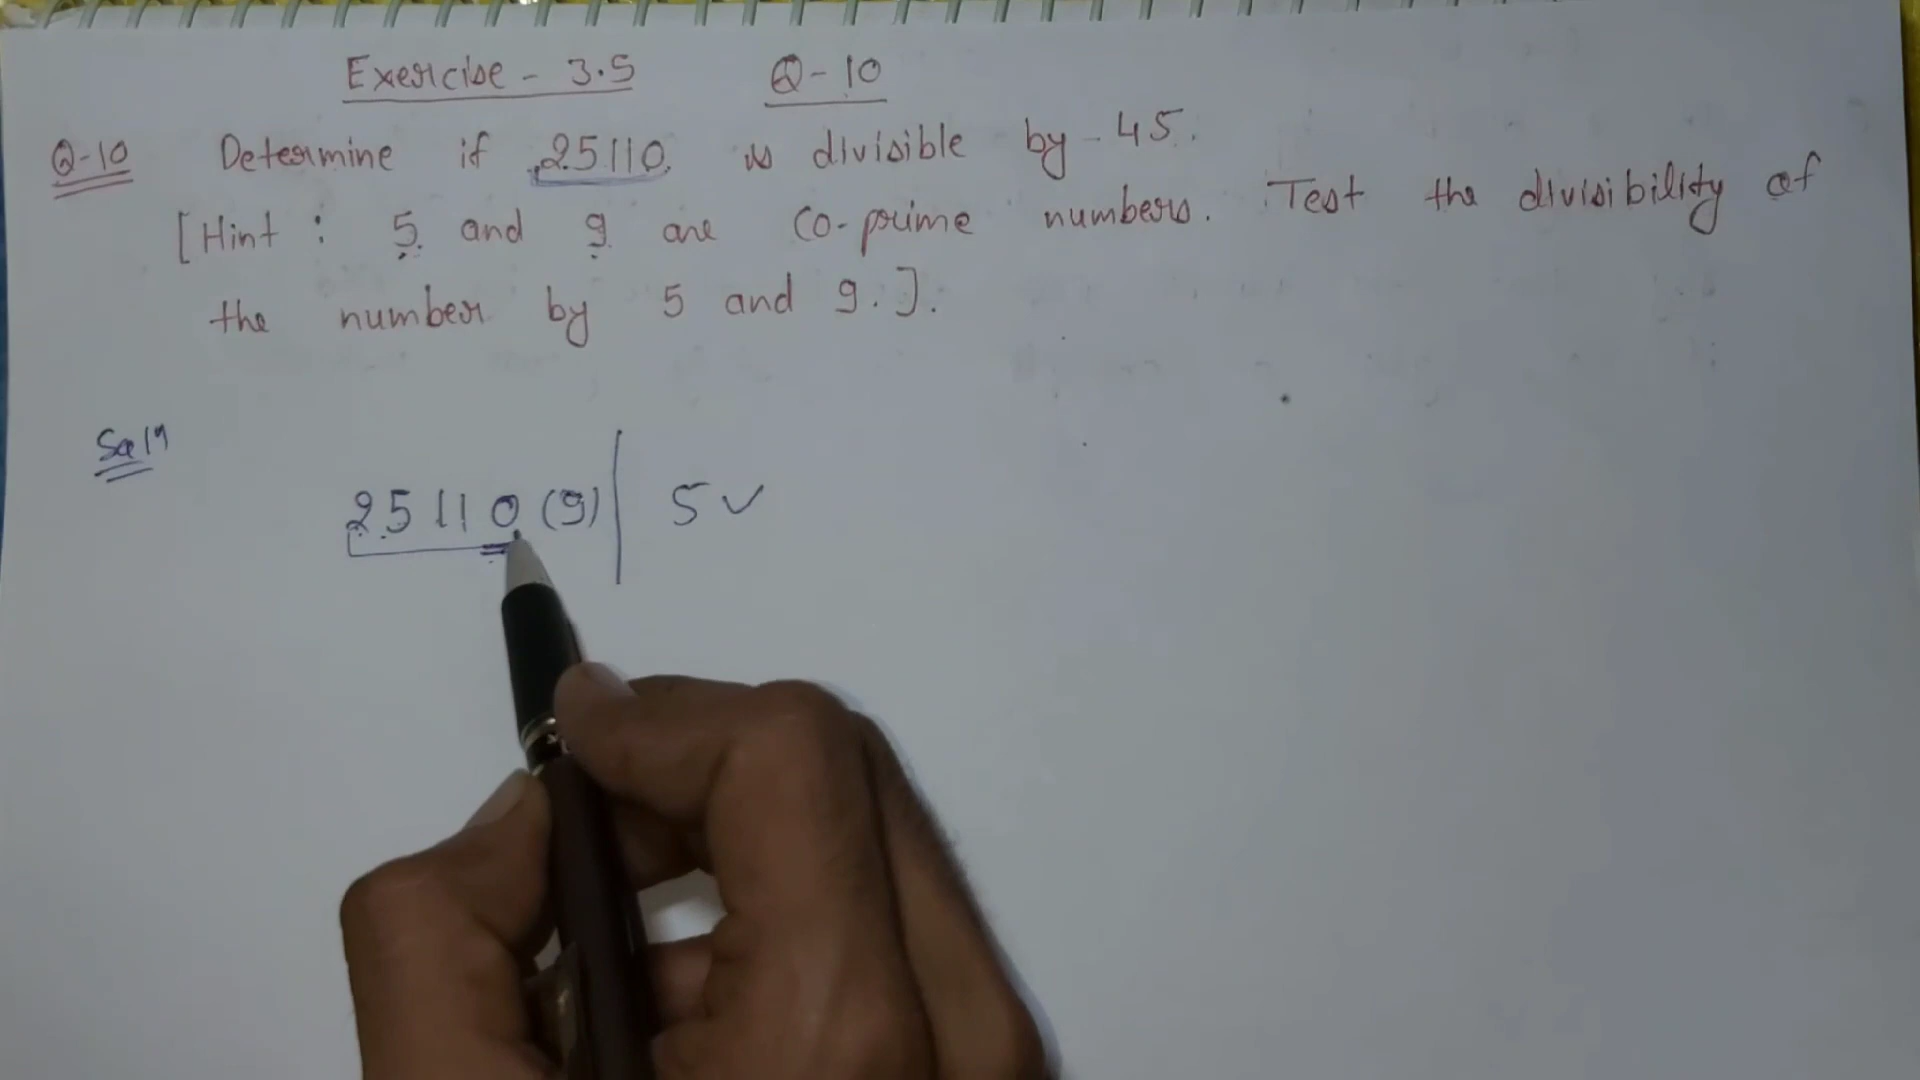 Exercise - 3.5 Q-10
Q-10 Determine if 25110 is divisible by 45.
[Hint : 5 and 9 are Co-prime numbers. Test the divisibility of
the number by 5 and 9.].
Sol^n
25110 (9) | 5 ✓